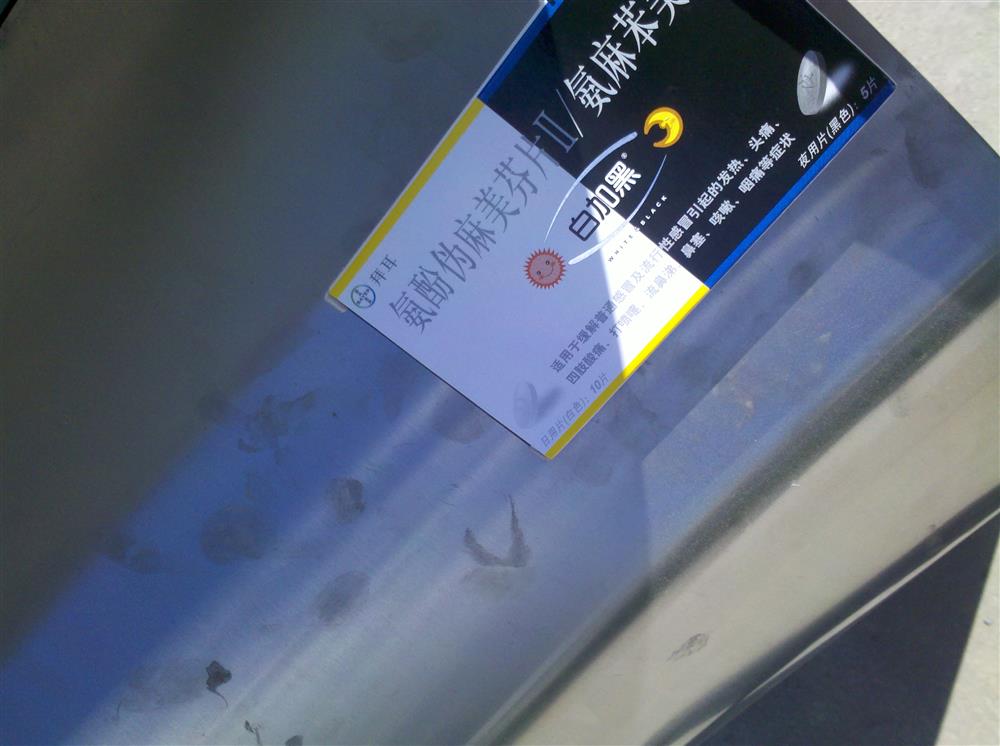 拜耳
氨酚伪麻美芬片Ⅱ/氨麻苯美
白加黑®
WHITE BLACK
适用于缓解普通感冒及流行性感冒引起的发热、头痛、
四肢酸痛、打喷嚏、流鼻涕、鼻塞、咳嗽、咽痛等症状
日用片(白色)：10片
夜用片(黑色)：5片